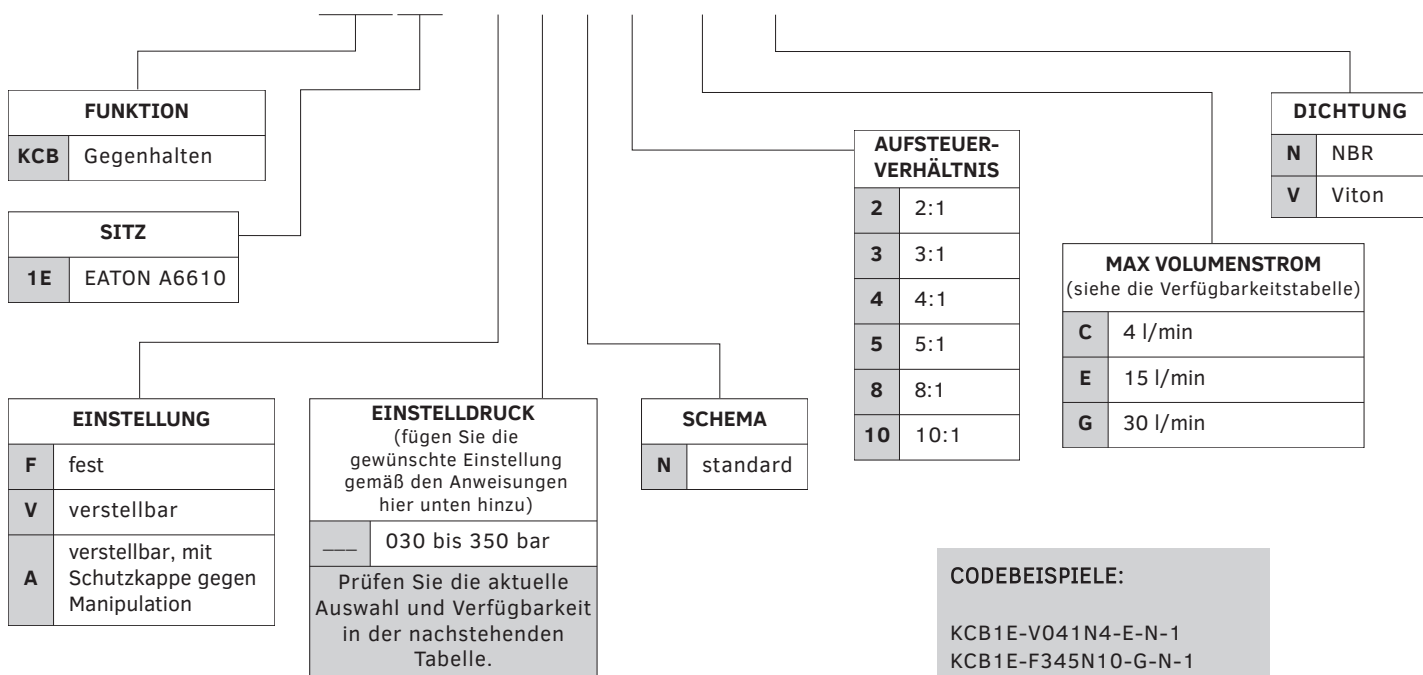 FUNKTION
KCB Gegenhalten
SITZ
1E EATON A6610
EINSTELLUNG
F fest
V verstellbar
A verstellbar, mit
Schutzkappe gegen
Manipulation
EINSTELLDRUCK
(fügen Sie die
gewünschte Einstellung
gemäß den Anweisungen
hier unten hinzu)
___ 030 bis 350 bar
Prüfen Sie die aktuelle
Auswahl und Verfügbarkeit
in der nachstehenden
Tabelle.
SCHEMA
N standard
AUFSTEUER-
VERHÄLTNIS
2 2:1
3 3:1
4 4:1
5 5:1
8 8:1
10 10:1
MAX VOLUMENSTROM
(siehe die Verfügbarkeitstabelle)
C 4 l/min
E 15 l/min
G 30 l/min
DICHTUNG
N NBR
V Viton
CODEBEISPIELE:
KCB1E-V041N4-E-N-1
KCB1E-F345N10-G-N-1